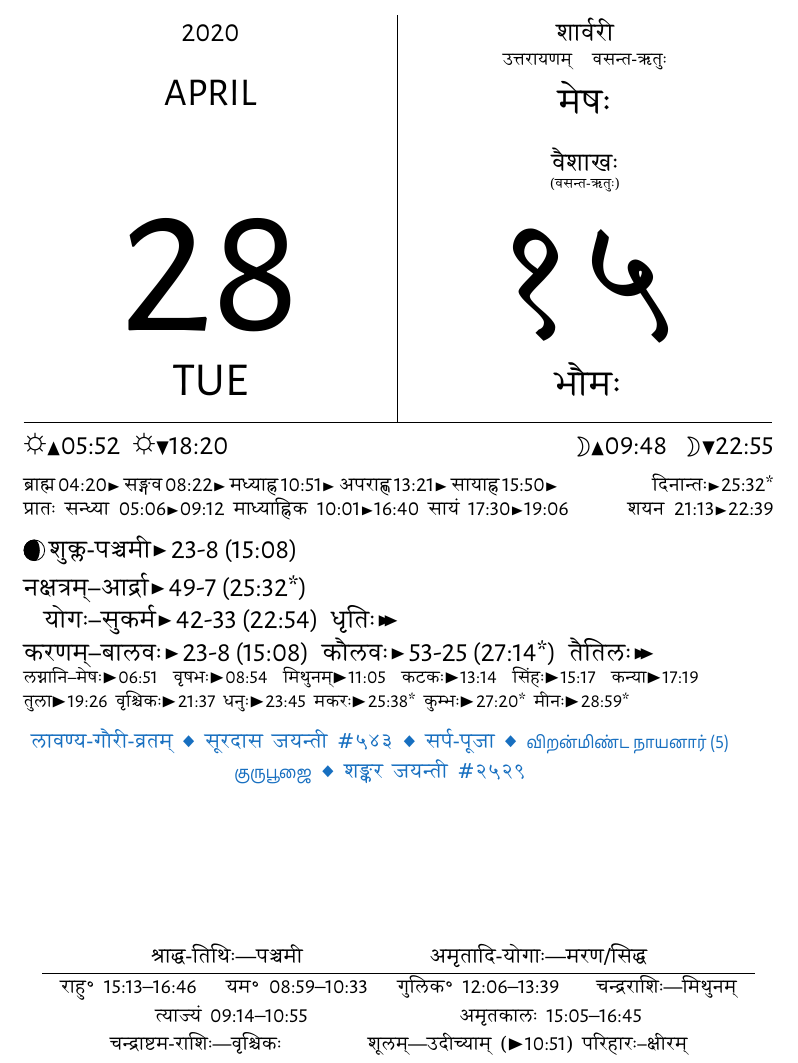 2020
APRIL
28
TUE
शार्वरी
उत्तरायणम् वसन्त-ऋतुः
मेषः
वैशाखः
(वसन्त-ऋतुः)
१५
भौमः
☼▲05:52 ☼▼18:20 ☽▲09:48 ☽▼22:55
ब्राह्म 04:20► सङ्गव 08:22► मध्याह्न 10:51► अपराह्ण 13:21► सायाह्न 15:50► दिनान्तः►25:32*
प्रातः सन्ध्या 05:06►09:12 माध्याह्निक 10:01►16:40 सायं 17:30►19:06 शयन 21:13►22:39
शुक्ल-पञ्चमी► 23-8 (15:08)
नक्षत्रम्–आर्द्रा► 49-7 (25:32*)
योगः–सुकर्म► 42-33 (22:54) धृतिः►►
करणम्–बालवः► 23-8 (15:08) कौलवः► 53-25 (27:14*) तैतिलः►►
लग्नानि–मेषः►06:51 वृषभः►08:54 मिथुनम्►11:05 कटकः►13:14 सिंहः►15:17 कन्या►17:19
तुला►19:26 वृश्चिकः►21:37 धनुः►23:45 मकरः►25:38* कुम्भः►27:20* मीनः►28:59*
लावण्य-गौरी-व्रतम् ◆ सूरदास जयन्ती #५४३ ◆ सर्प-पूजा ◆ விறன்மிண்ட நாயனார் (5)
குருபூஜை ◆ शङ्कर जयन्ती #२५२९
श्राद्ध-तिथिः—पञ्चमी अमृतादि-योगाः—मरण/सिद्ध
राहु° 15:13–16:46 यम° 08:59–10:33 गुलिक° 12:06–13:39 चन्द्रराशिः—मिथुनम्
त्याज्यं 09:14–10:55 अमृतकालः 15:05–16:45
चन्द्राष्टम-राशिः—वृश्चिकः शूलम्—उदीच्याम् (►10:51) परिहारः–क्षीरम्